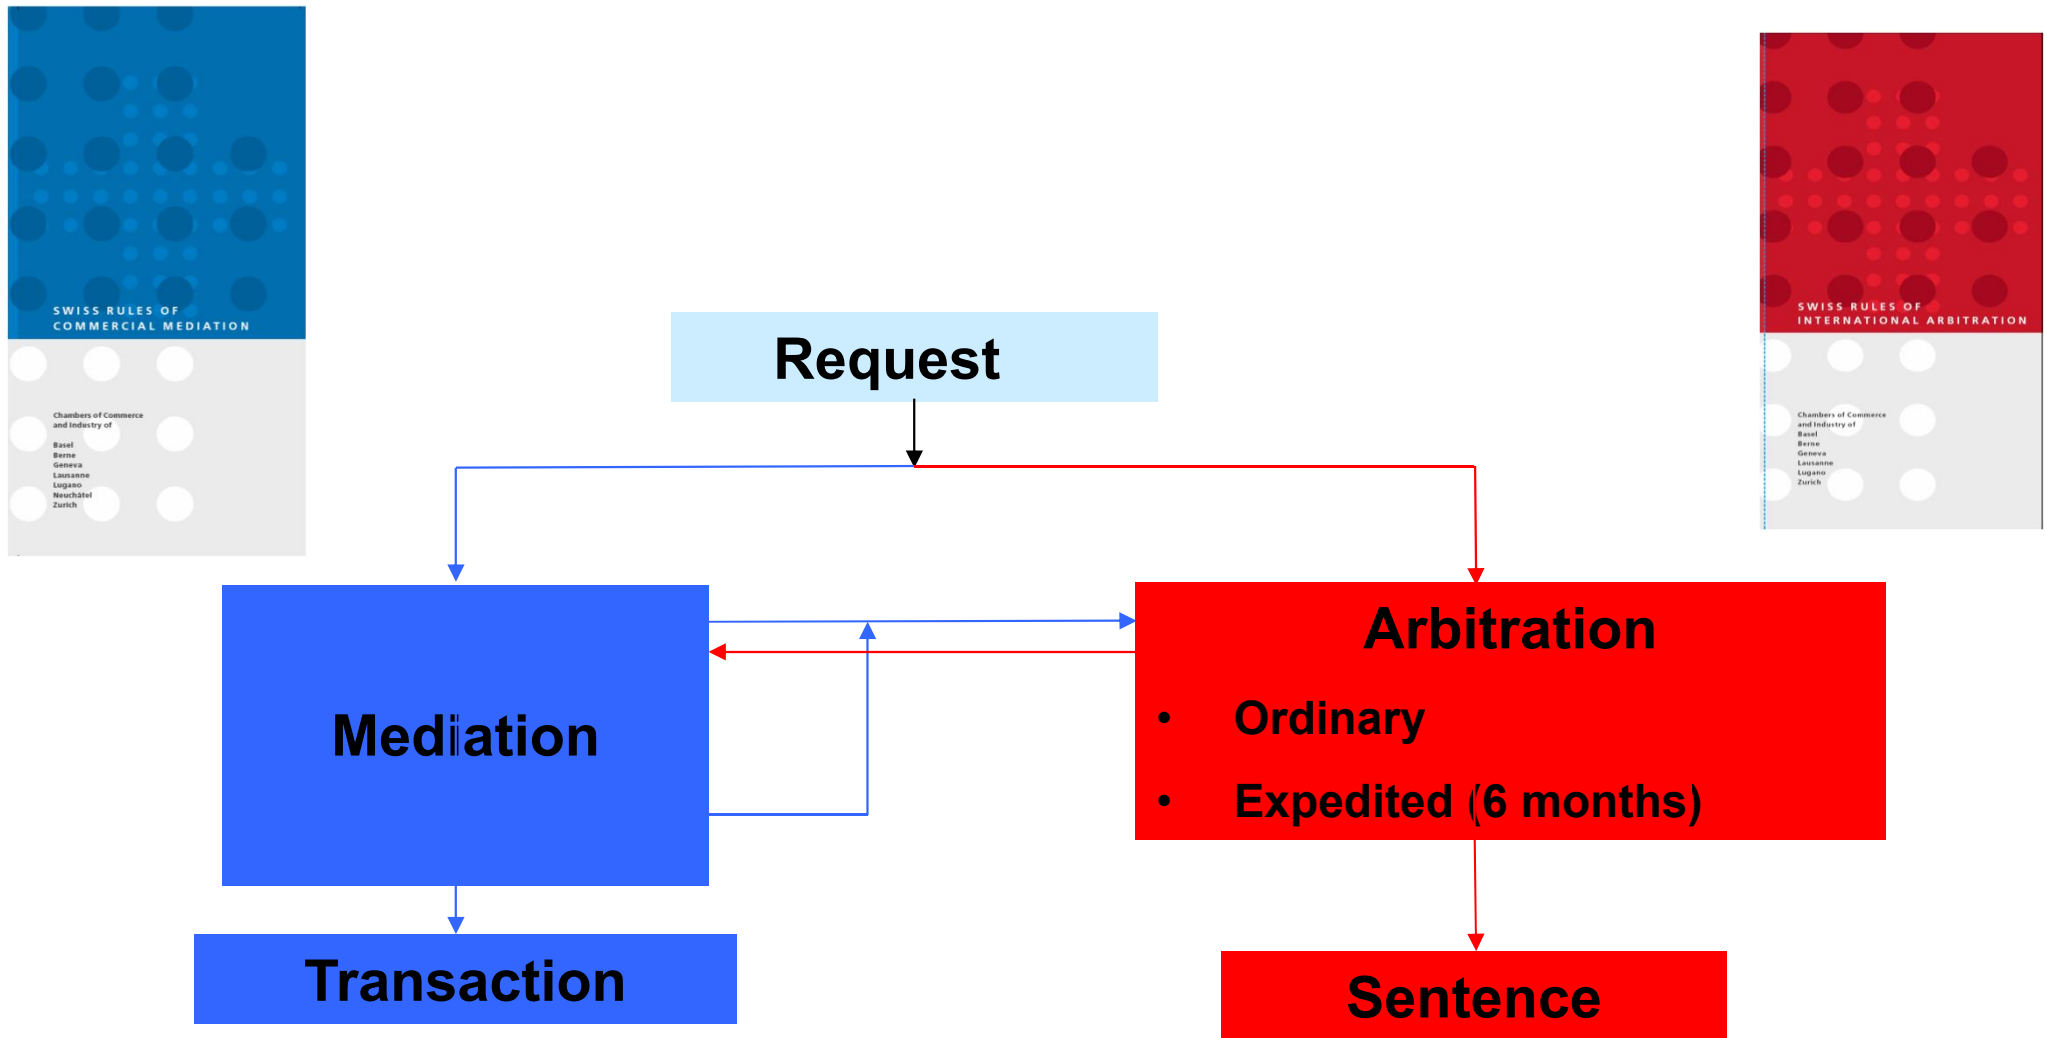 SWISS RULES OF
COMMERCIAL MEDIATION
Chambers of Commerce
and Industry of
Basel
Berne
Geneva
Lausanne
Lugano
Neuchâtel
Zurich
SWISS RULES OF
INTERNATIONAL ARBITRATION
Chambers of Commerce
and Industry of
Basel
Berne
Geneva
Lausanne
Lugano
Zurich
Request
Mediation
Arbitration
• Ordinary
• Expedited (6 months)
Transaction
Sentence